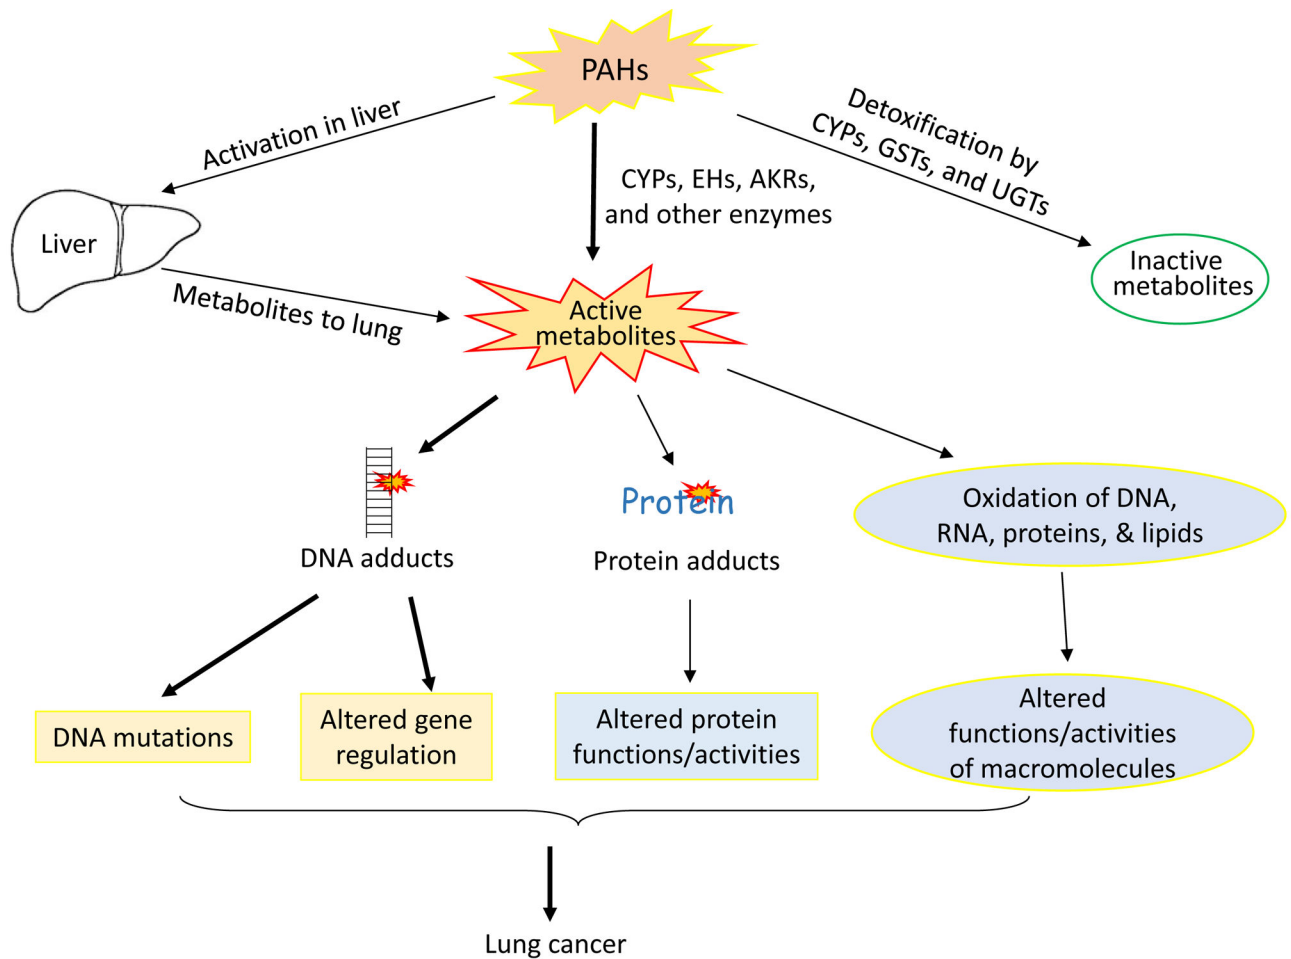 PAHs
Activation in liver
Detoxification by
CYPs, GSTs, and UGTs
CYPs, EHs, AKRs,
and other enzymes
Liver
Inactive
metabolites
Metabolites to lung
Active
metabolites
Protein
Oxidation of DNA,
RNA, proteins, & lipids
DNA adducts
Protein adducts
DNA mutations
Altered gene
regulation
Altered protein
functions/activities
Altered
functions/activities
of macromolecules
Lung cancer